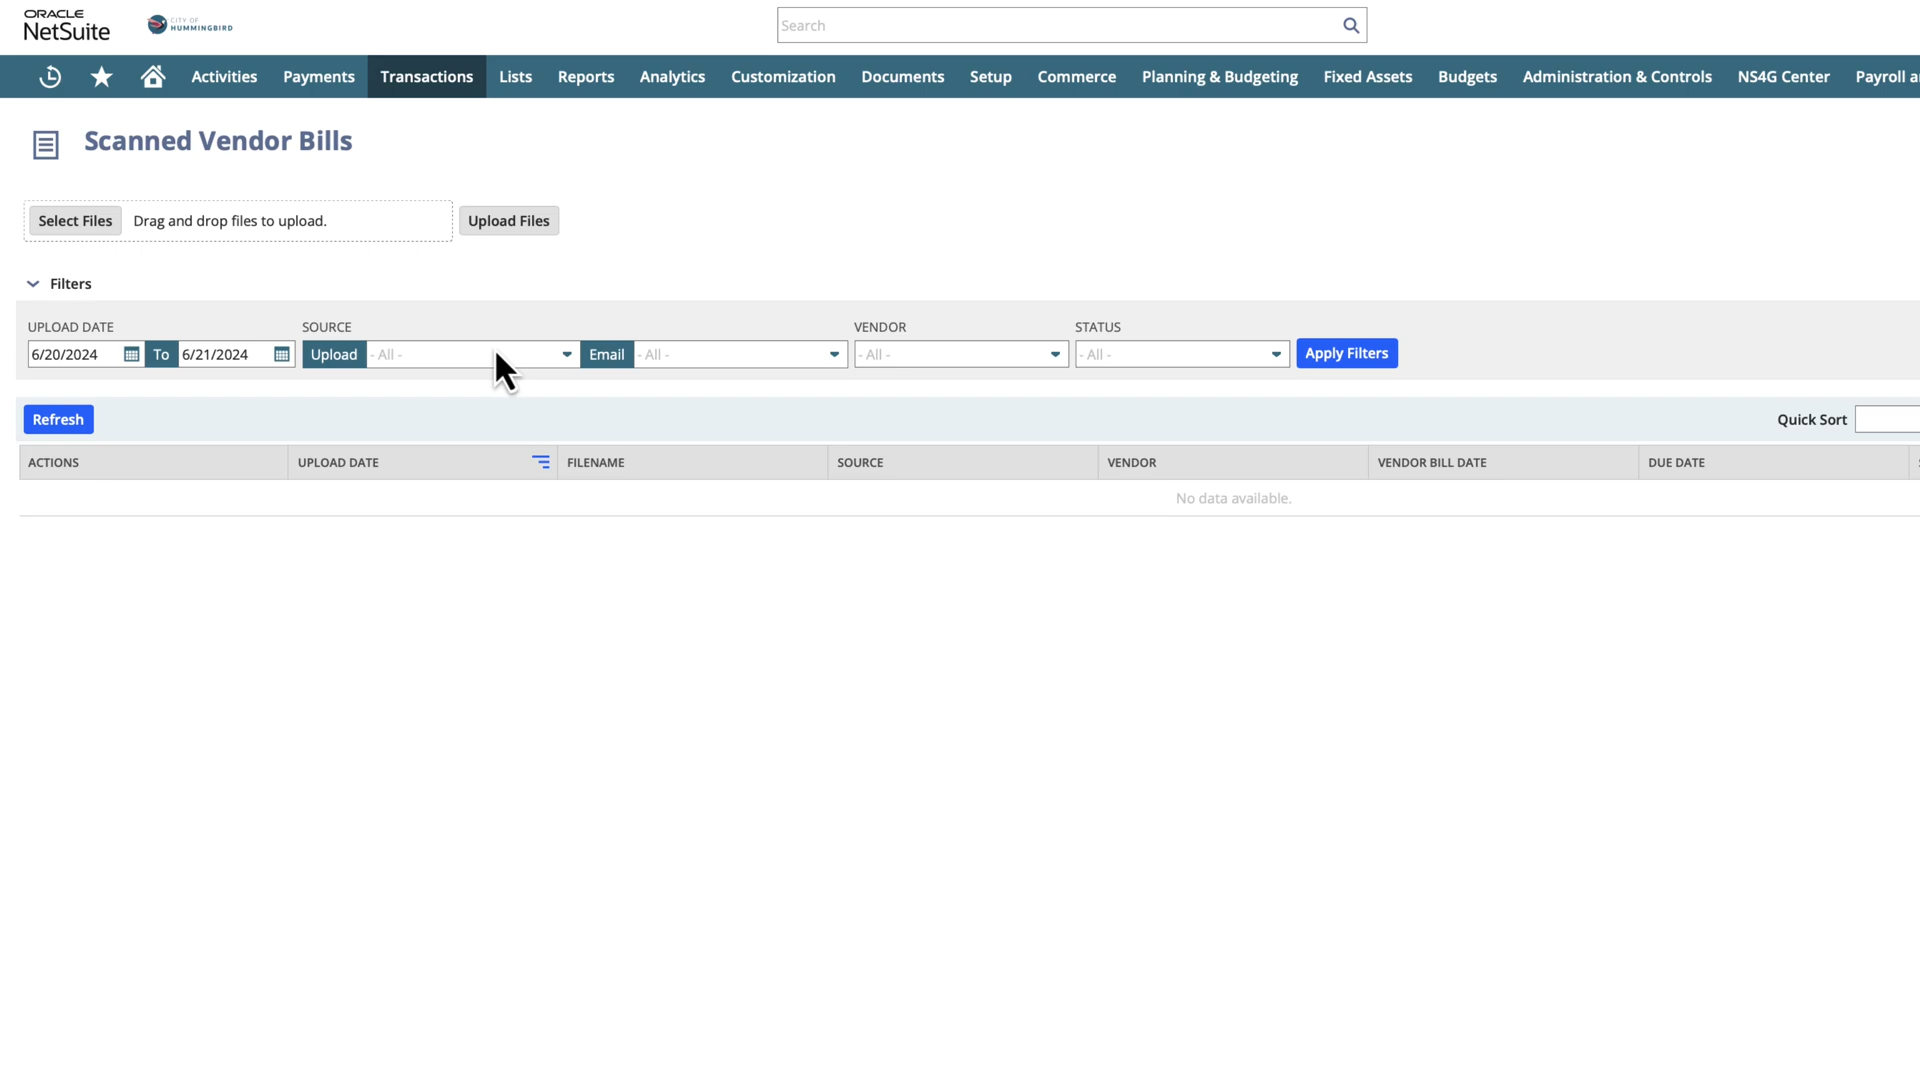 ORACLE
NetSuite
CITY OF
HUMMINGBIRD
Search
Activities Payments Transactions Lists Reports Analytics Customization Documents Setup Commerce Planning & Budgeting Fixed Assets Budgets Administration & Controls NS4G Center Payroll
Scanned Vendor Bills
Select Files Drag and drop files to upload. Upload Files
Filters
UPLOAD DATE SOURCE VENDOR STATUS
6/20/2024 To 6/21/2024 Upload - All - Email - All - - All - - All - Apply Filters
Refresh Quick Sort
ACTIONS UPLOAD DATE FILENAME SOURCE VENDOR VENDOR BILL DATE DUE DATE
No data available.